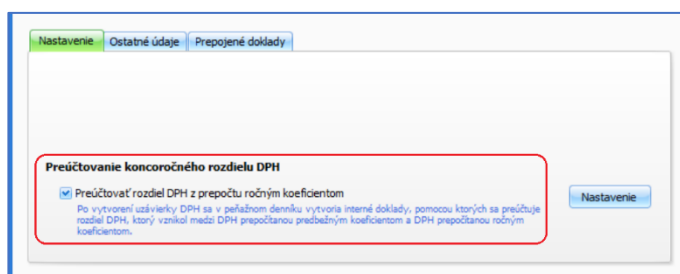 Nastavenie Ostatné údaje Prepojené doklady
Preúčtovanie koncoročného rozdielu DPH
Preúčtovať rozdiel DPH z prepočtu ročným koeficientom
Nastavenie
Po vytvorení uzávierky DPH sa v peňažnom denníku vytvoria interné doklady, pomocou ktorých sa preúčtuje
rozdiel DPH, ktorý vznikol medzi DPH prepočítanou predbežným koeficientom a DPH prepočítanou ročným
koeficientom.